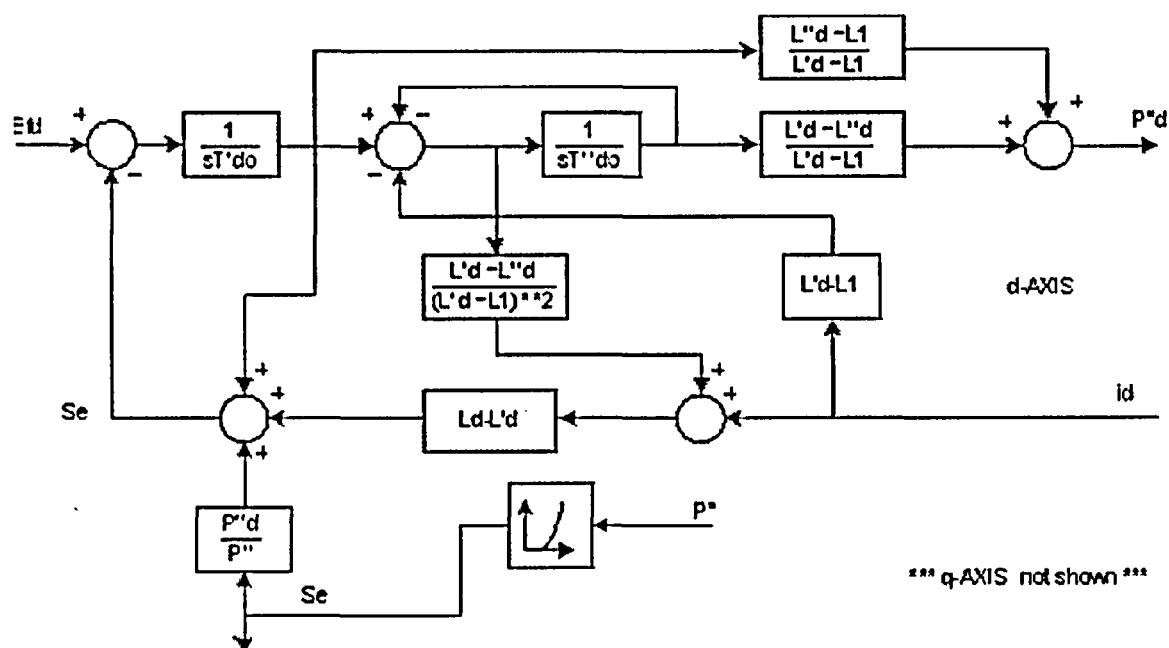 L"d-L1
L'd-L1
+
Efd
+
-
1
sT'do
+
-
-
1
sT''do
L'd-L"d
L'd-L1
+
+
P"d
L'd-L"d
(L'd-L1)**2
L'd-L1
d-AXIS
+
+
+
Se
+
+
Ld-L'd
id
P"d
P"
P"
Se
*** q-AXIS not shown ***